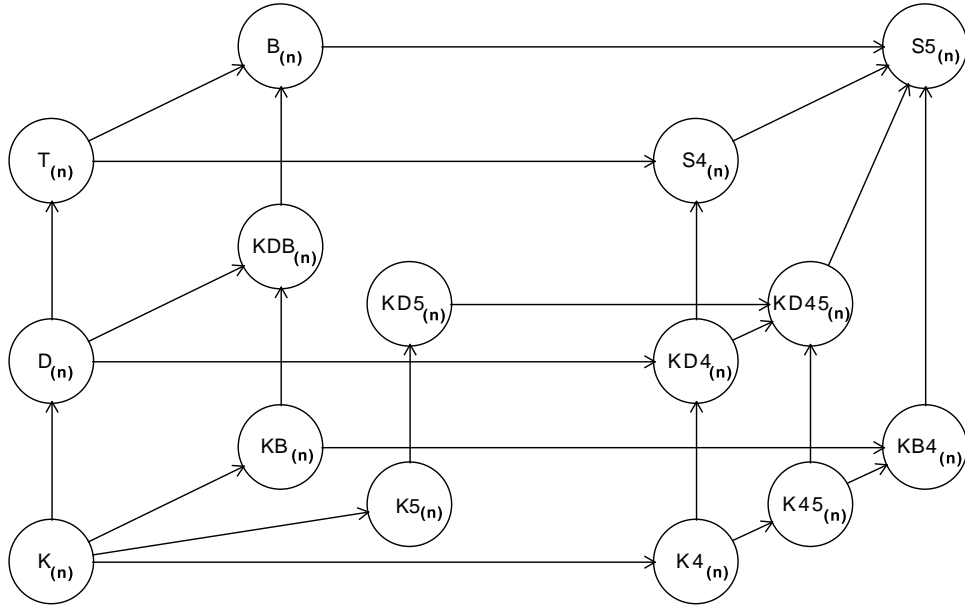 B(n)
S5(n)
T(n)
S4(n)
KDB(n)
KD5(n)
KD45(n)
D(n)
KD4(n)
KB(n)
KB4(n)
K5(n)
K45(n)
K(n)
K4(n)